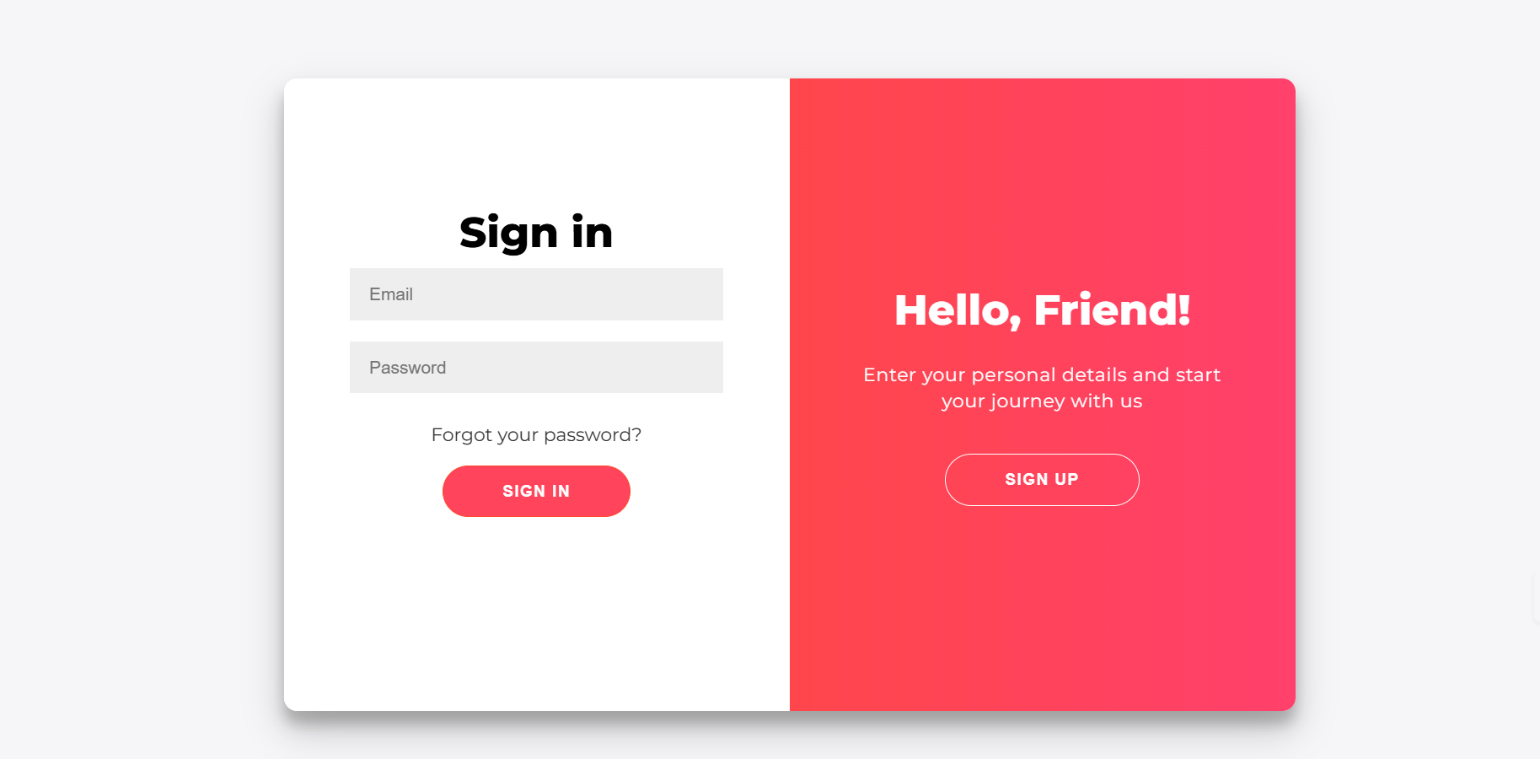 Sign in
Email
Password
Forgot your password?
SIGN IN
Hello, Friend!
Enter your personal details and start
your journey with us
SIGN UP